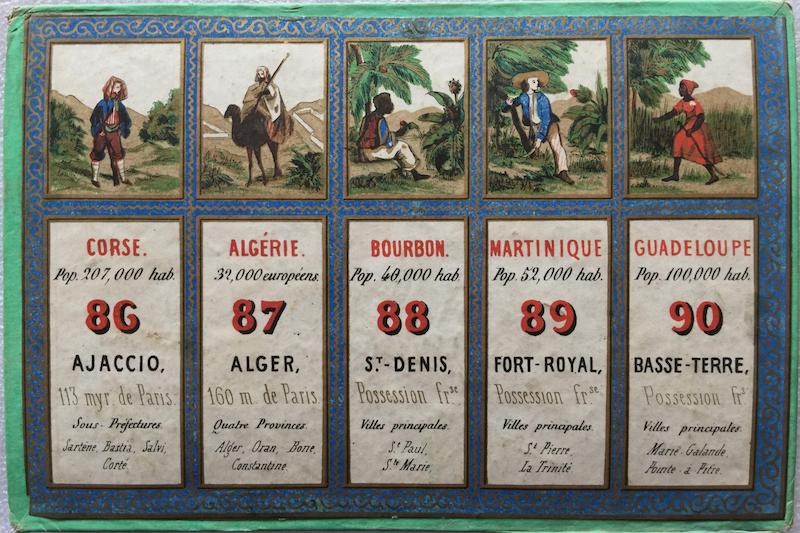 CORSE.
Pop. 207,000 hab.
86
AJACCIO,
113 myr. de Paris.
Sous-Préfectures
Sartène, Bastia, Salvi,
Corté.
ALGÉRIE.
32,000 européens.
87
ALGER,
160 m. de Paris.
Quatre Provinces.
Alger, Oran, Bone,
Constantine.
BOURBON.
Pop. 40,000 hab
88
ST-DENIS,
Possession frse
Villes principales.
St Paul.
Ste Marie,
MARTINIQUE
Pop. 52,000 hab.
89
FORT-ROYAL,
Possession frse
Villes principales.
St Pierre,
La Trinité
GUADELOUPE
Pop. 100,000 hab.
90
BASSE-TERRE,
Possession frs
Villes principales.
Marie-Galande,
Pointe-à Pitre.